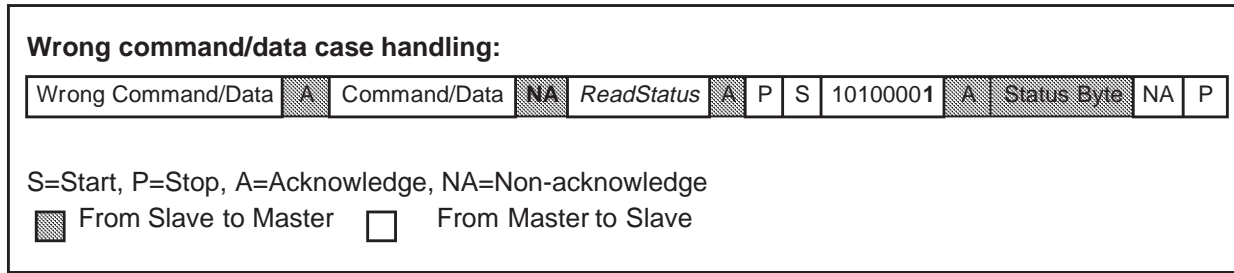 Wrong command/data case handling:
Wrong Command/Data A Command/Data NA ReadStatus A P S 10100001 A Status Byte NA P
S=Start, P=Stop, A=Acknowledge, NA=Non-acknowledge
From Slave to Master From Master to Slave